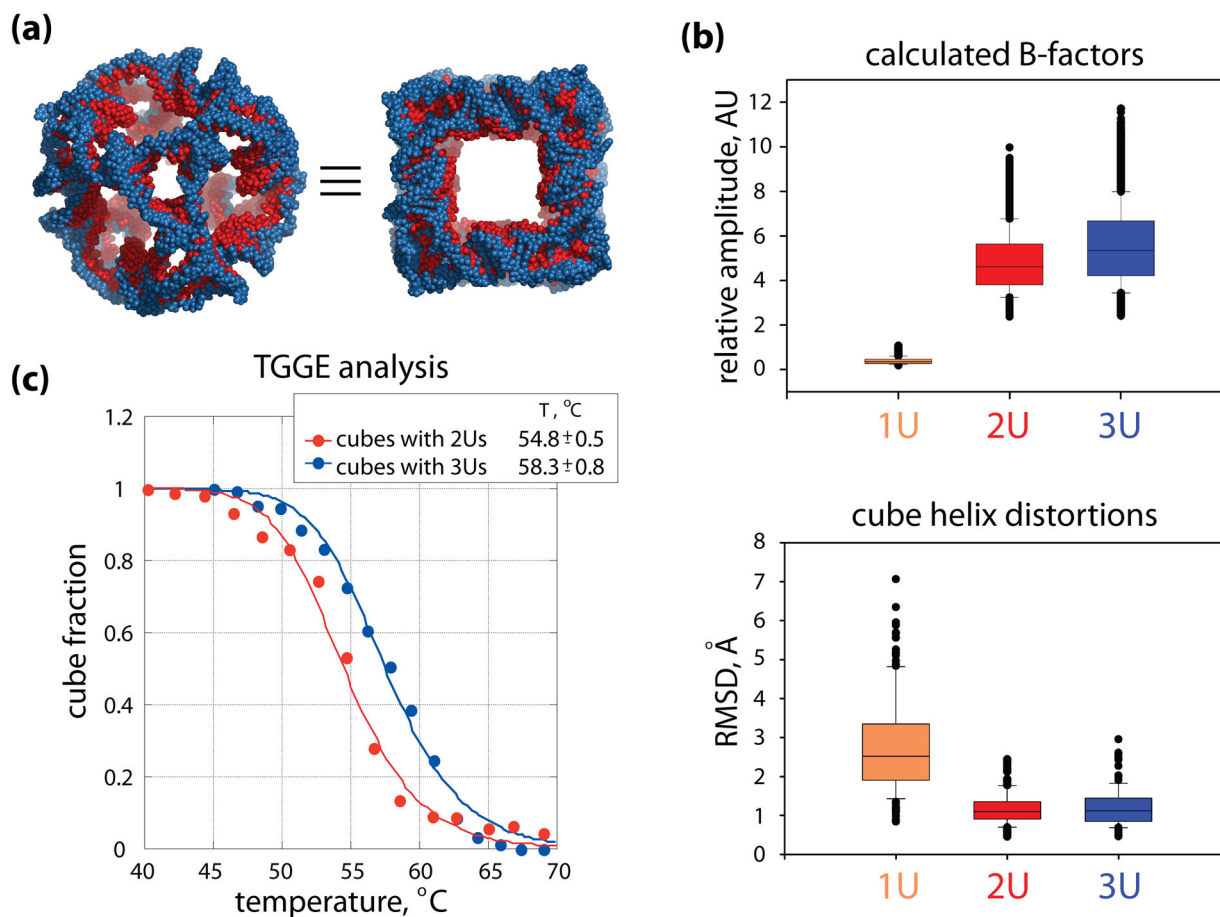 (a)
(b)
calculated B-factors
relative amplitude, AU
12
10
8
6
4
2
0
1U 2U 3U
(c)
TGGE analysis
T, °C
cubes with 2Us 54.8±0.5
cubes with 3Us 58.3±0.8
cube fraction
1.2
1
0.8
0.6
0.4
0.2
0
40 45 50 55 60 65 70
temperature, °C
cube helix distortions
RMSD, Å
8
7
6
5
4
3
2
1
0
1U 2U 3U